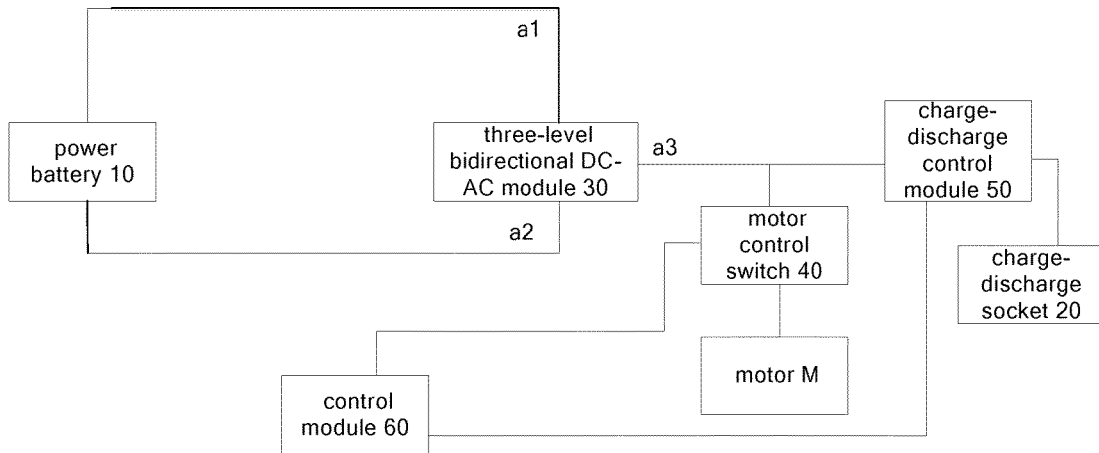 a1
power
battery 10
three-level
bidirectional DC-
AC module 30
a3
charge-
discharge
control
module 50
a2
motor
control
switch 40
charge-
discharge
socket 20
motor M
control
module 60